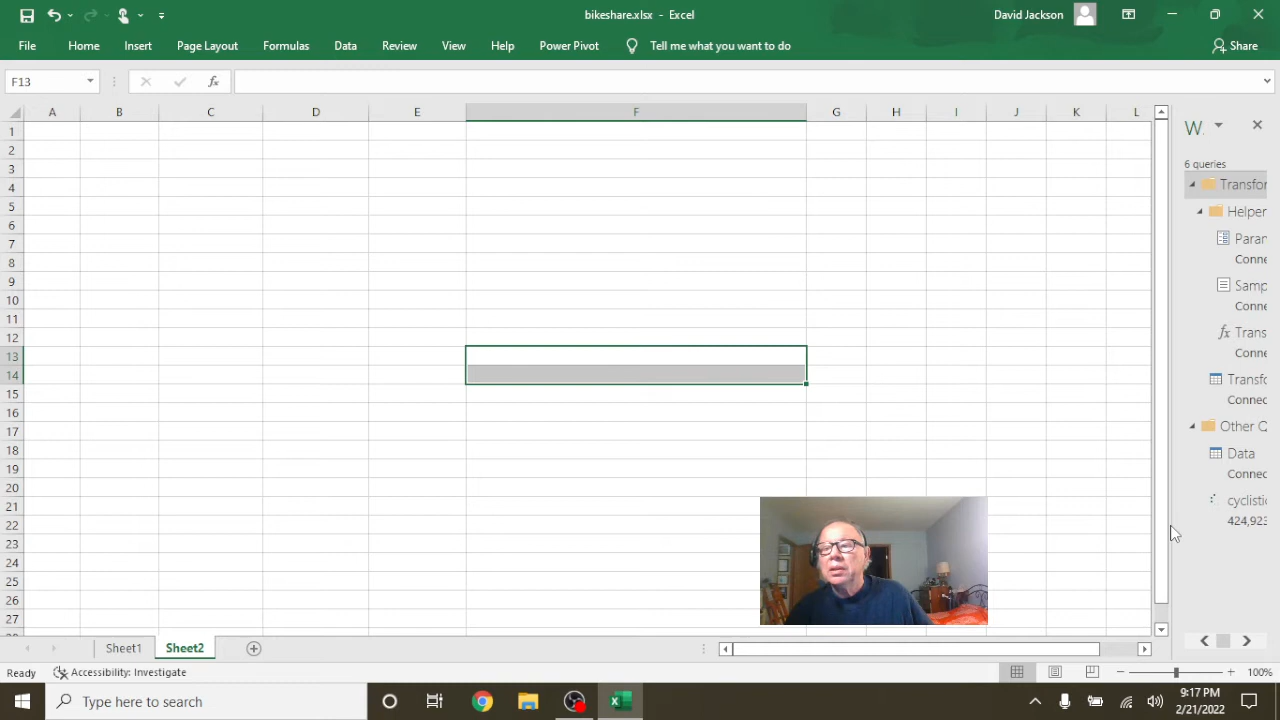 bikeshare.xlsx - Excel
David Jackson
File Home Insert Page Layout Formulas Data Review View Help Power Pivot Tell me what you want to do Share
F13 fx
A B C D E F G H I J K L
1
2
3
4
5
6
7
8
9
10
11
12
13
14
15
16
17
18
19
20
21
22
23
24
25
26
27
W.
6 queries
Transfor
Helper
Paran
Conne
Samp
Conne
fx Trans
Conne
Transfo
Connec
Other Q
Data
Connec
cyclistic
424,923
Sheet1 Sheet2
Ready Accessibility: Investigate 100%
Type here to search
9:17 PM
2/21/2022